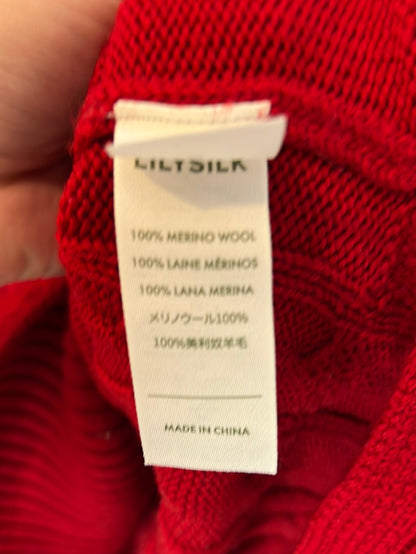 LILYSILK
100% MERINO WOOL
100% LAINE MÉRINOS
100% LANA MERINA
メリノウール100%
100%美利奴羊毛
MADE IN CHINA